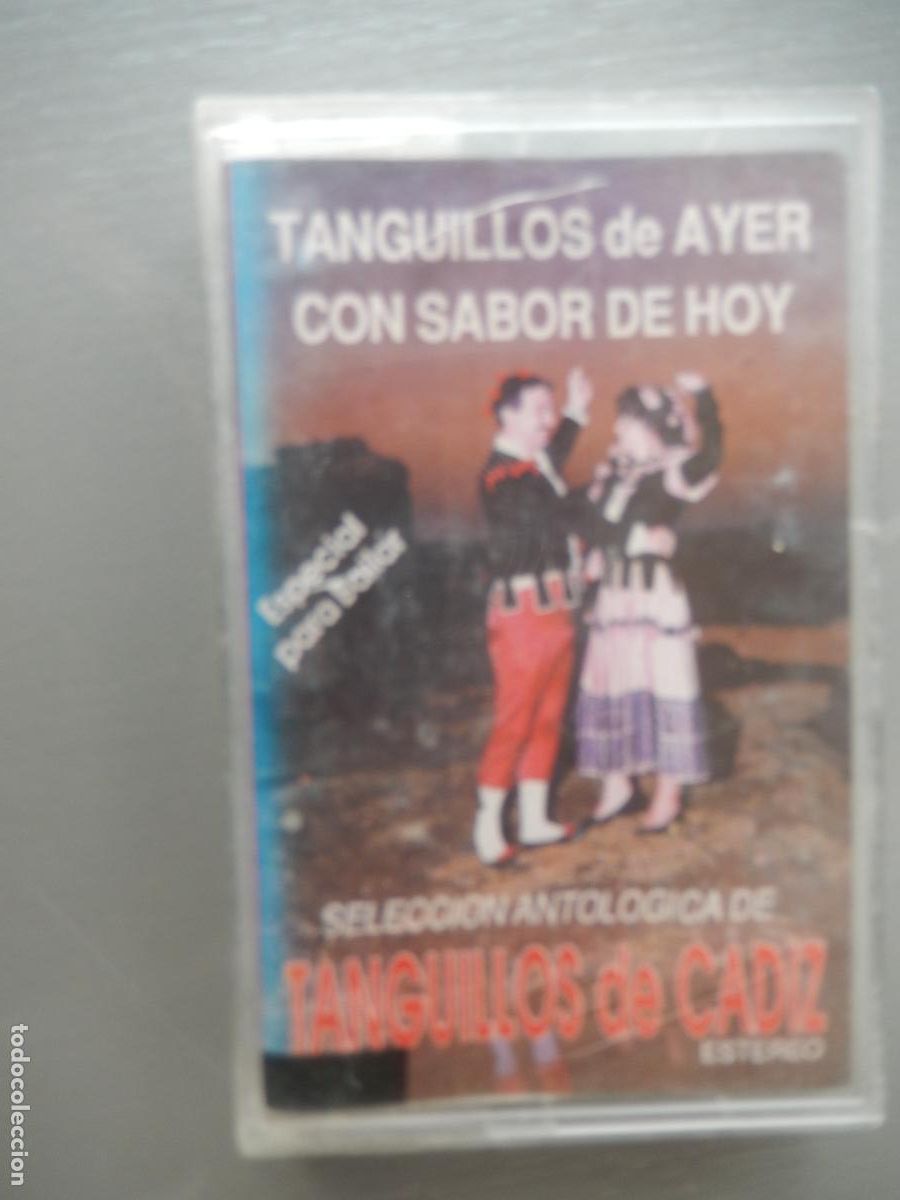 TANGUILLOS de AYER
CON SABOR DE HOY
Especial
para bailar
SELECCION ANTOLOGICA DE
TANGUILLOS de CADIZ
ESTEREO
todocoleccion